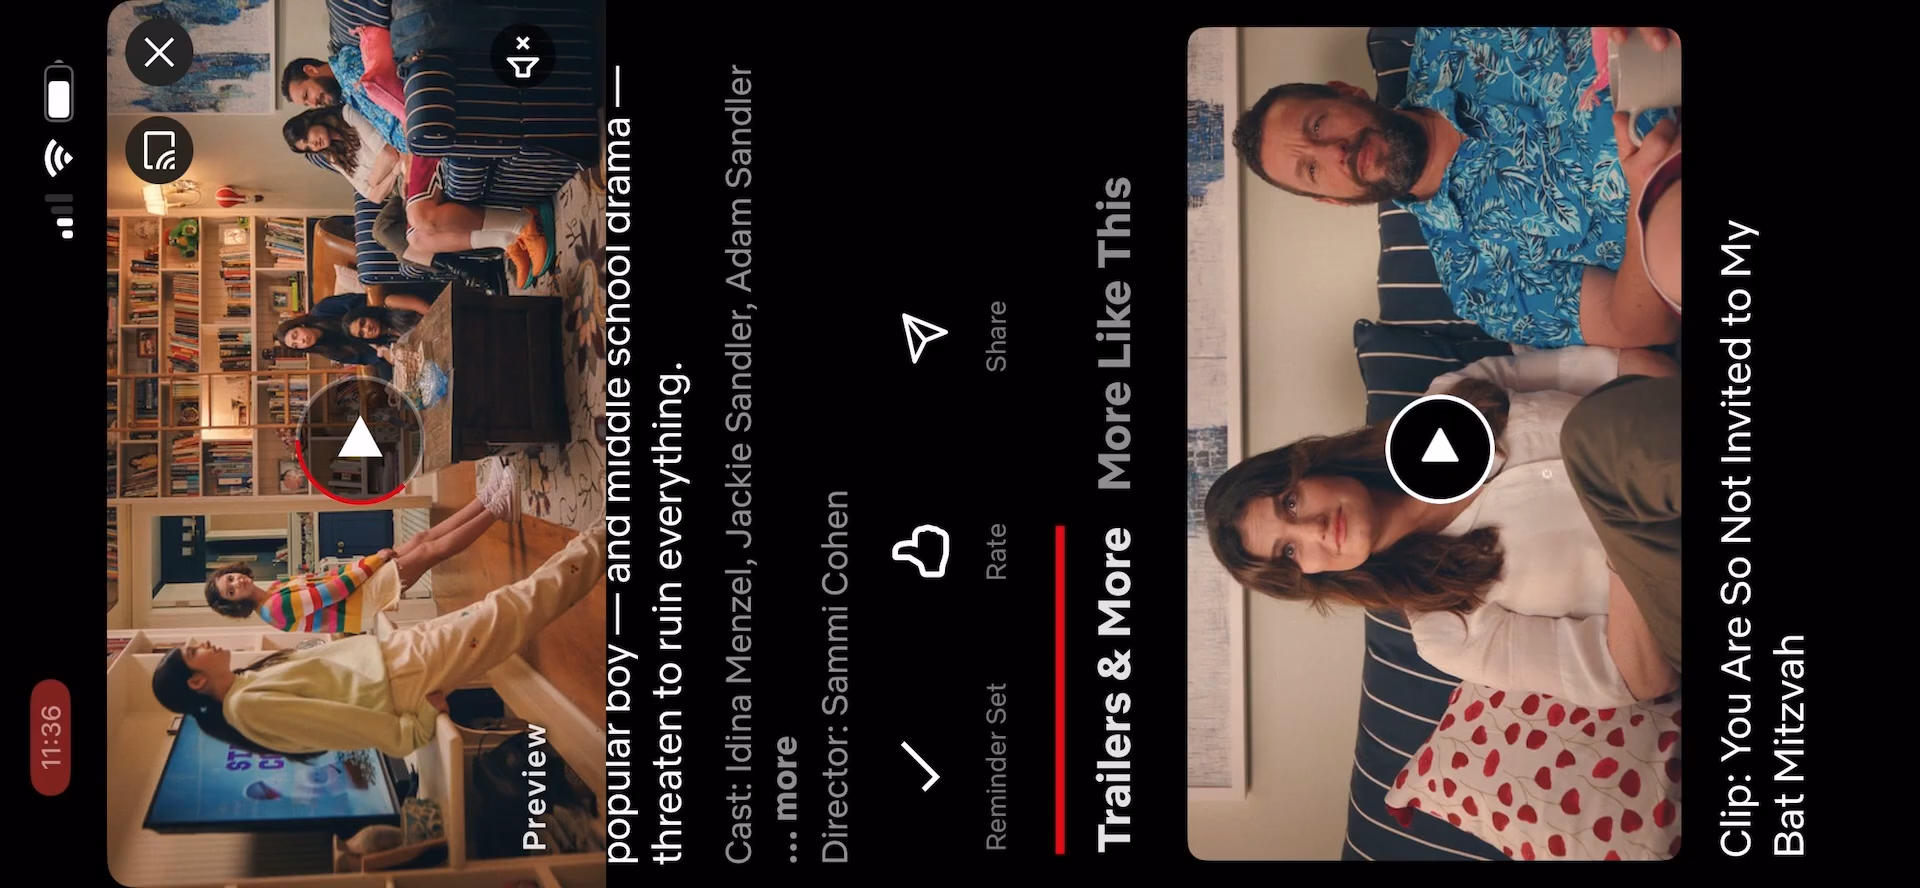 11:36
Preview
popular boy — and middle school drama —
threaten to ruin everything.
Cast: Idina Menzel, Jackie Sandler, Adam Sandler
... more
Director: Sammi Cohen
Reminder Set
Rate
Share
Trailers & More
More Like This
Clip: You Are So Not Invited to My
Bat Mitzvah